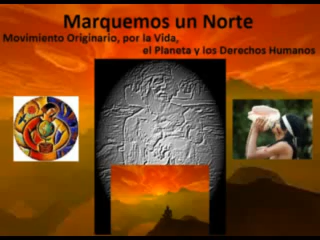 Marquemos un Norte
Movimiento Originario, por la Vida,
el Planeta y los Derechos Humanos